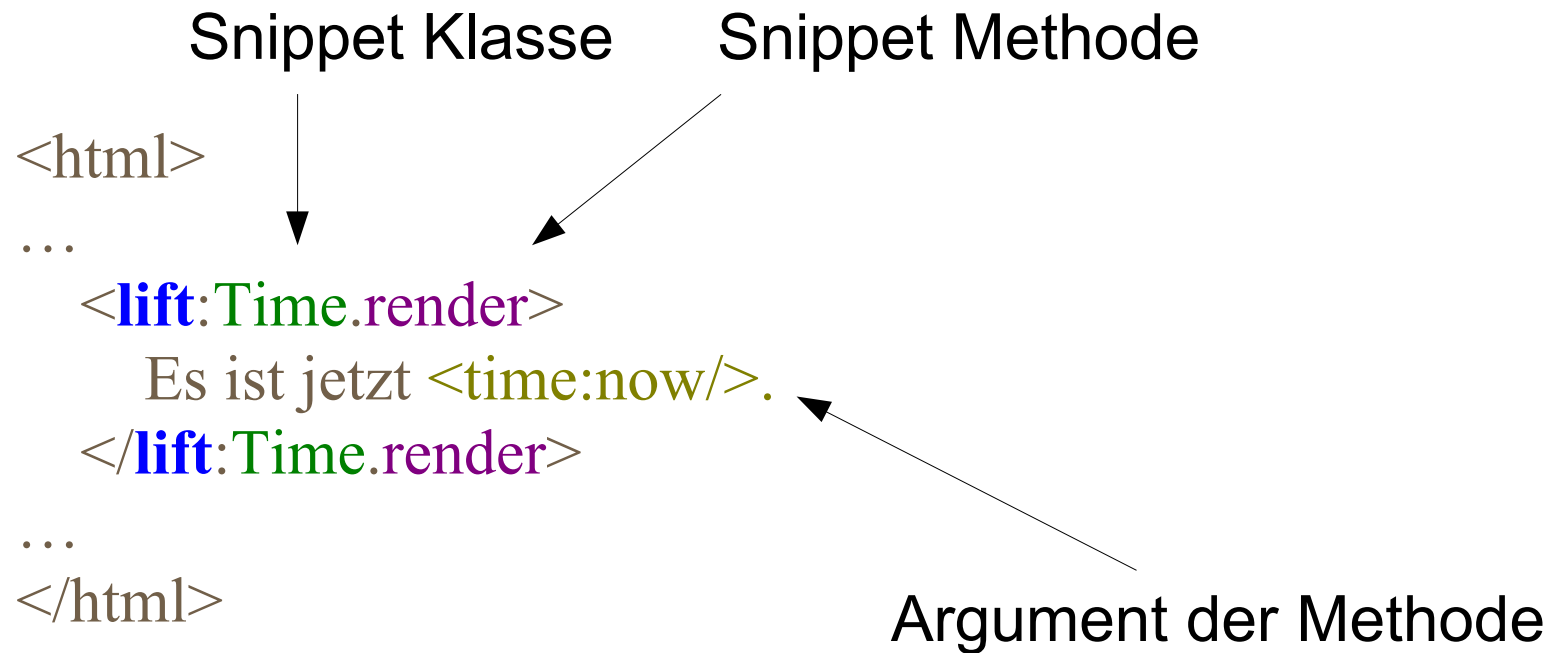 Snippet Klasse Snippet Methode
<html>
…
<lift:Time.render>
Es ist jetzt <time:now/>.
</lift:Time.render>
…
</html>
Argument der Methode